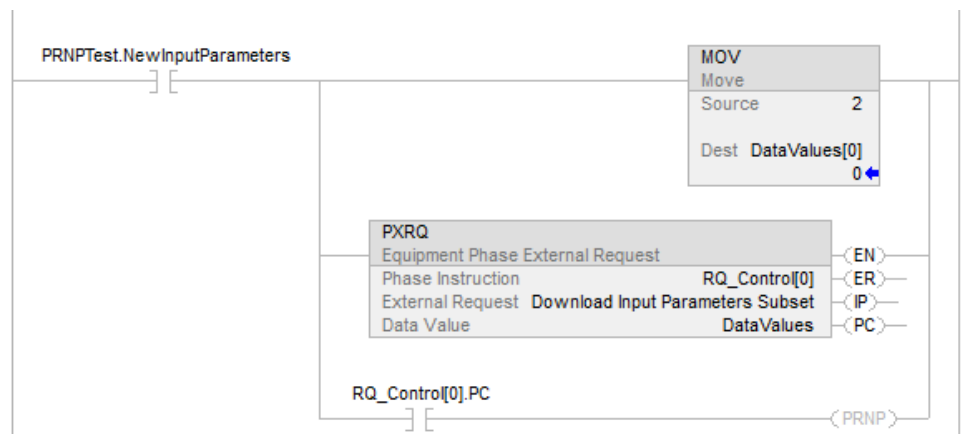 PRNPTest.NewInputParameters
MOV
Move
Source 2
Dest DataValues[0]
0
PXRQ
Equipment Phase External Request
Phase Instruction RQ_Control[0]
External Request Download Input Parameters Subset
Data Value DataValues
EN
ER
IP
PC
RQ_Control[0].PC
PRNP